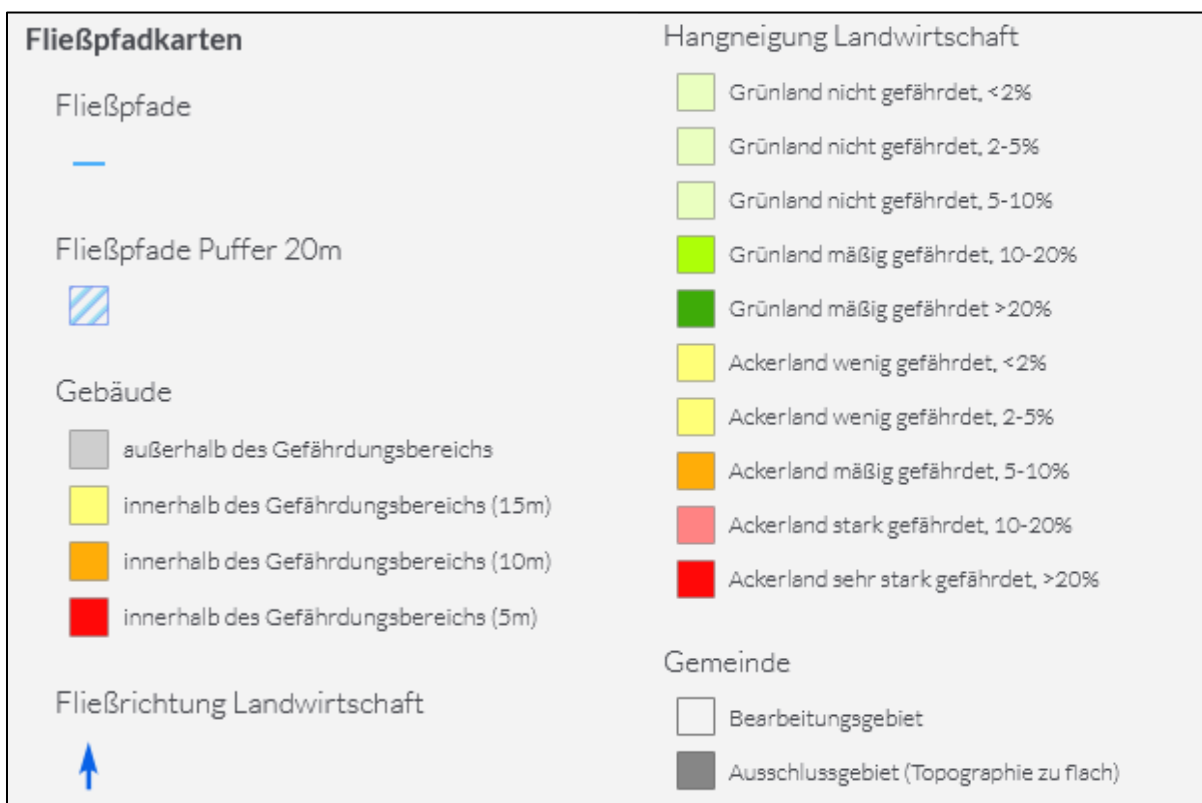 Fließpfadkarten
Fließpfade
Fließpfade Puffer 20m
Gebäude
außerhalb des Gefährdungsbereichs
innerhalb des Gefährdungsbereichs (15m)
innerhalb des Gefährdungsbereichs (10m)
innerhalb des Gefährdungsbereichs (5m)
Fließrichtung Landwirtschaft
Hangneigung Landwirtschaft
Grünland nicht gefährdet, <2%
Grünland nicht gefährdet, 2-5%
Grünland nicht gefährdet, 5-10%
Grünland mäßig gefährdet, 10-20%
Grünland mäßig gefährdet >20%
Ackerland wenig gefährdet, <2%
Ackerland wenig gefährdet, 2-5%
Ackerland mäßig gefährdet, 5-10%
Ackerland stark gefährdet, 10-20%
Ackerland sehr stark gefährdet, >20%
Gemeinde
Bearbeitungsgebiet
Ausschlussgebiet (Topographie zu flach)